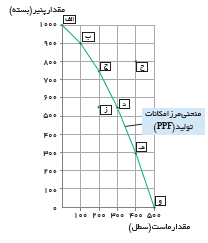 مقدار پنیر (بسته)
الف
۱۰۰۰
ب
۹۰۰
۸۰۰
ج
ح
۷۰۰
۶۰۰
ز
د
۵۰۰
منحنی مرز امکانات
تولید (PPF)
۴۰۰
هـ
۳۰۰
۲۰۰
۱۰۰
۰
و
۱۰۰ ۲۰۰ ۳۰۰ ۴۰۰ ۵۰۰
مقدار ماست (سطل)